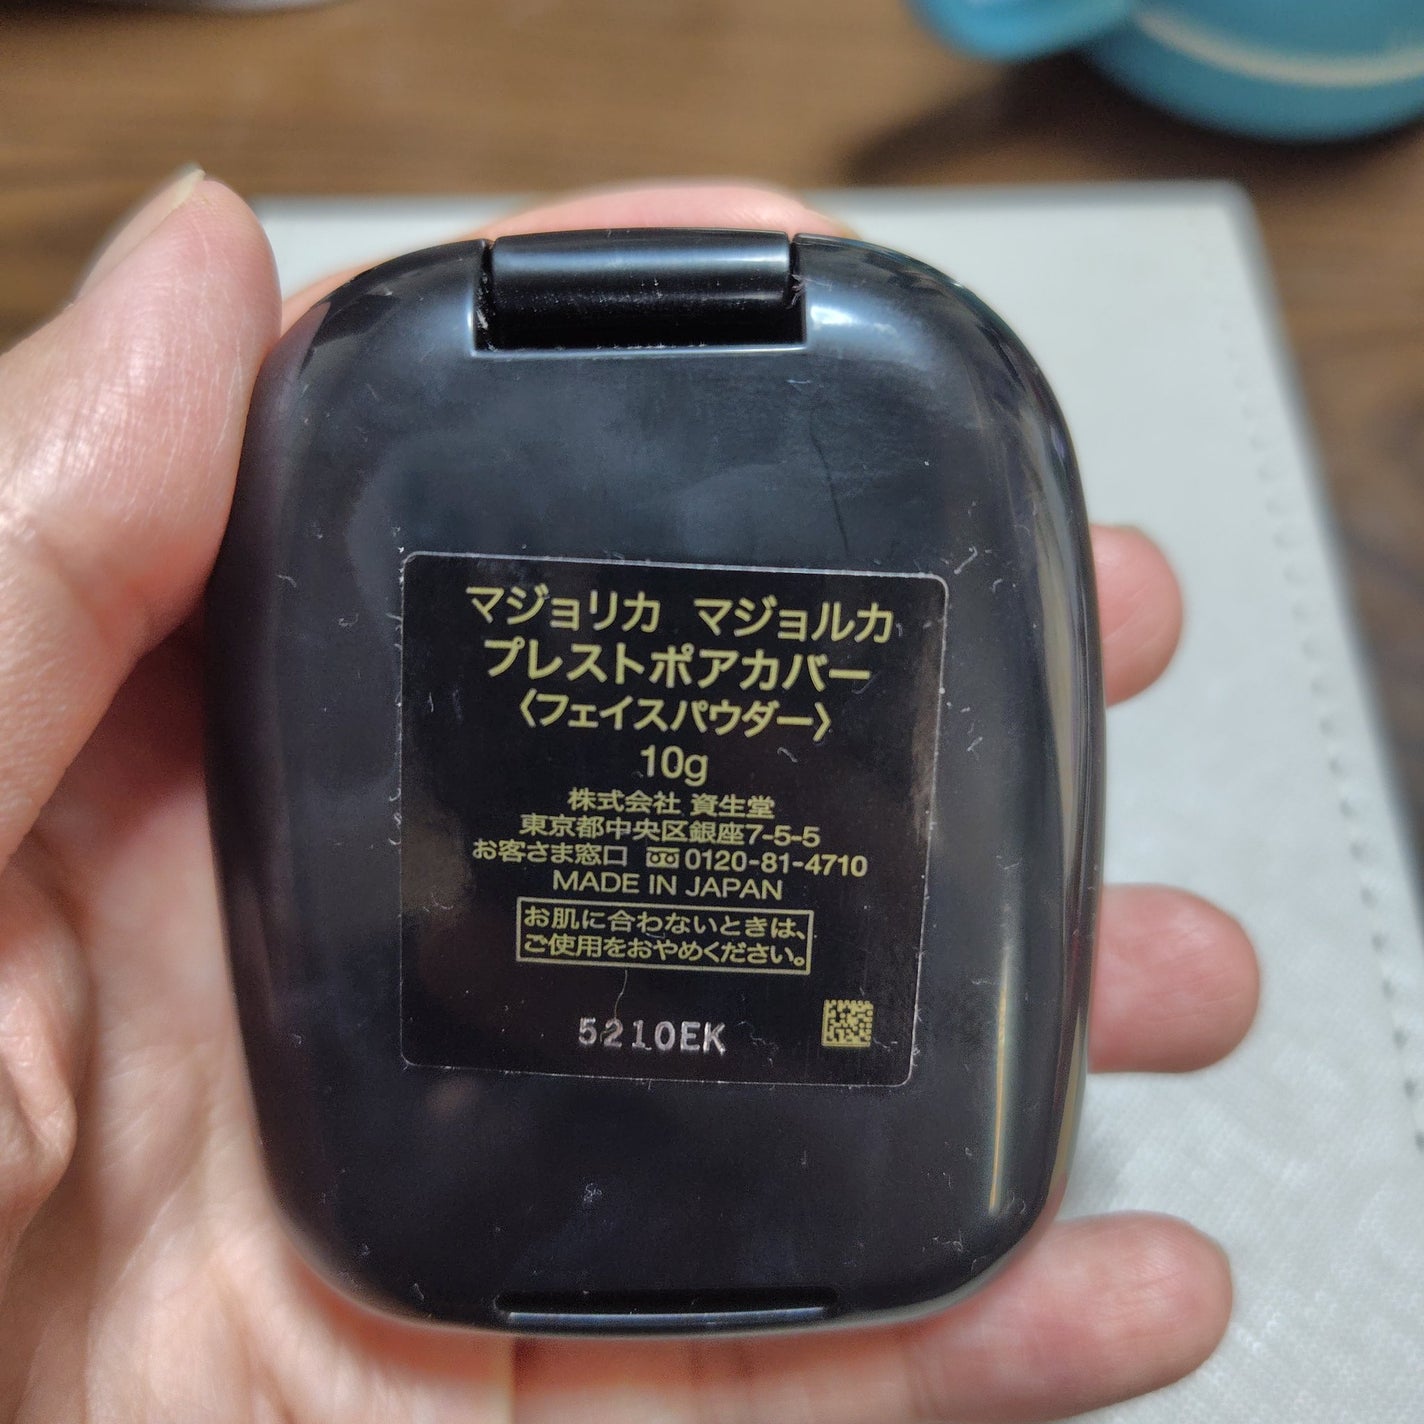 マジョリカ マジョルカ
プレストポアカバー
〈フェイスパウダー〉
10g
株式会社 資生堂
東京都中央区銀座7-5-5
お客さま窓口 0120-81-4710
MADE IN JAPAN
お肌に合わないときは、
ご使用をおやめください。
5210EK